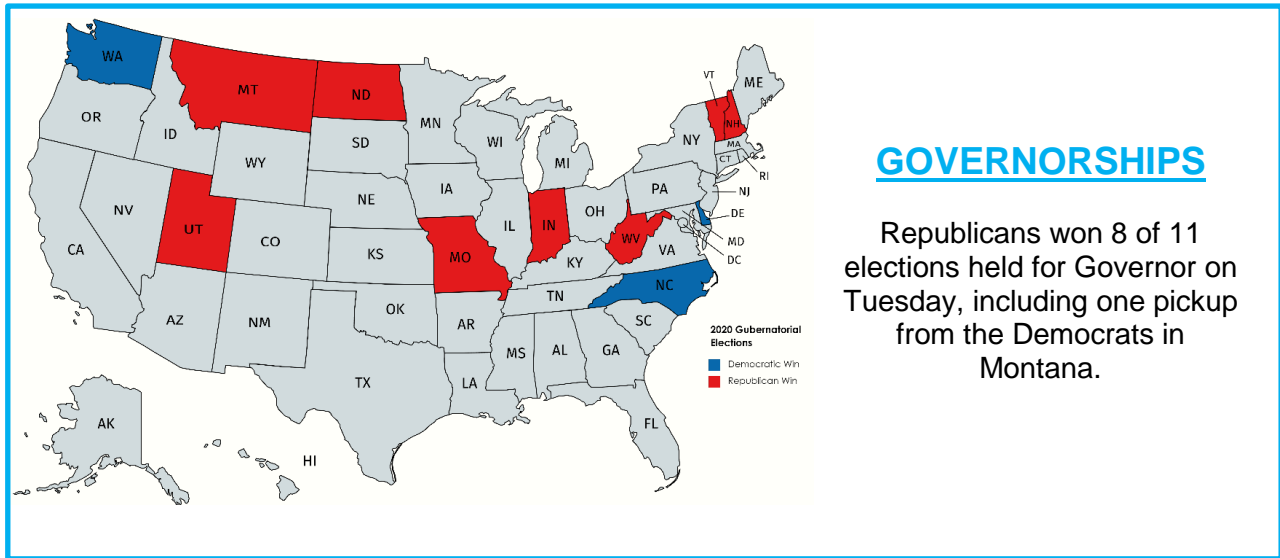 WA
MT
ND
VT
ME
OR
ID
SD
MN
WI
MI
NY
NH
MA
CT
RI
WY
IA
NE
PA
NJ
NV
UT
CO
IL
IN
OH
DE
MD
DC
CA
KS
MO
WV
VA
KY
NC
TN
AZ
NM
OK
AR
SC
MS
AL
GA
TX
LA
FL
AK
HI
2020 Gubernatorial
Elections
Democratic Win
Republican Win
GOVERNORSHIPS
Republicans won 8 of 11
elections held for Governor on
Tuesday, including one pickup
from the Democrats in
Montana.